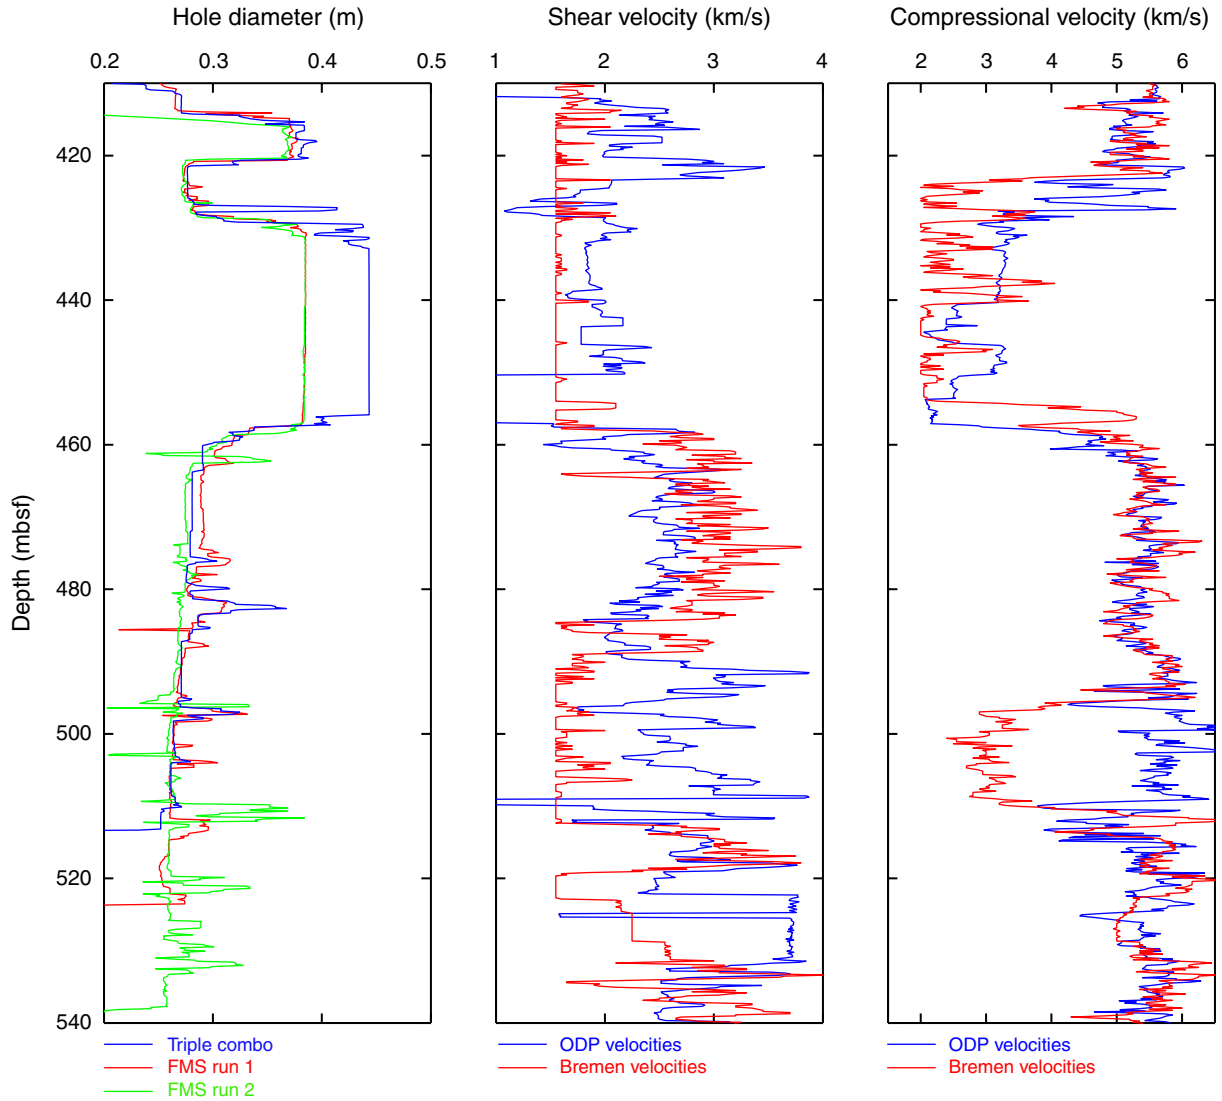 Hole diameter (m) Shear velocity (km/s) Compressional velocity (km/s)
0.2 0.3 0.4 0.5 1 2 3 4 2 3 4 5 6
420
440
460
480
500
520
540
Depth (mbsf)
Triple combo ODP velocities ODP velocities
FMS run 1 Bremen velocities Bremen velocities
FMS run 2